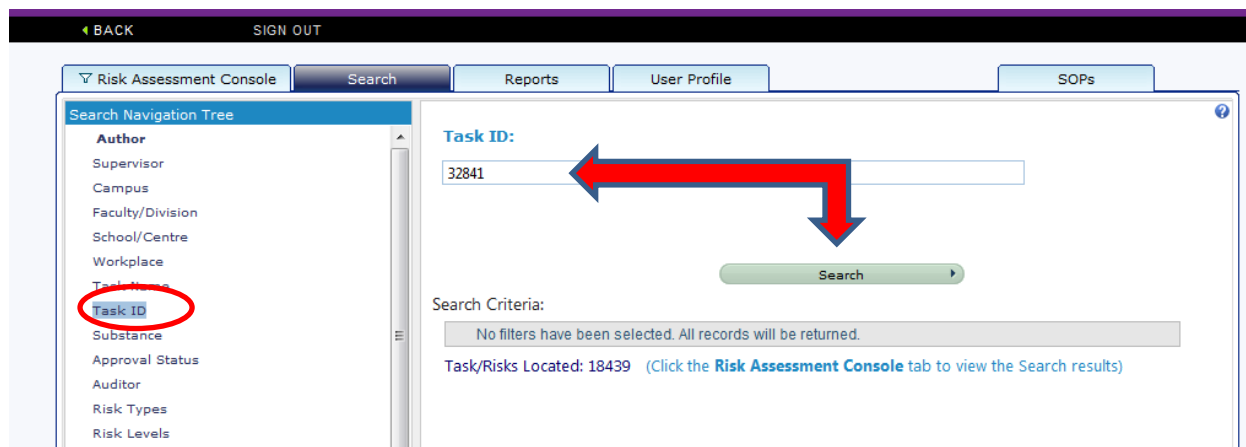 BACK SIGN OUT
Risk Assessment Console Search Reports User Profile SOPs
Search Navigation Tree
Author
Supervisor
Campus
Faculty/Division
School/Centre
Workplace
Task Name
Task ID
Substance
Approval Status
Auditor
Risk Types
Risk Levels
Task ID:
32841
Search
Search Criteria:
No filters have been selected. All records will be returned.
Task/Risks Located: 18439 (Click the Risk Assessment Console tab to view the Search results)